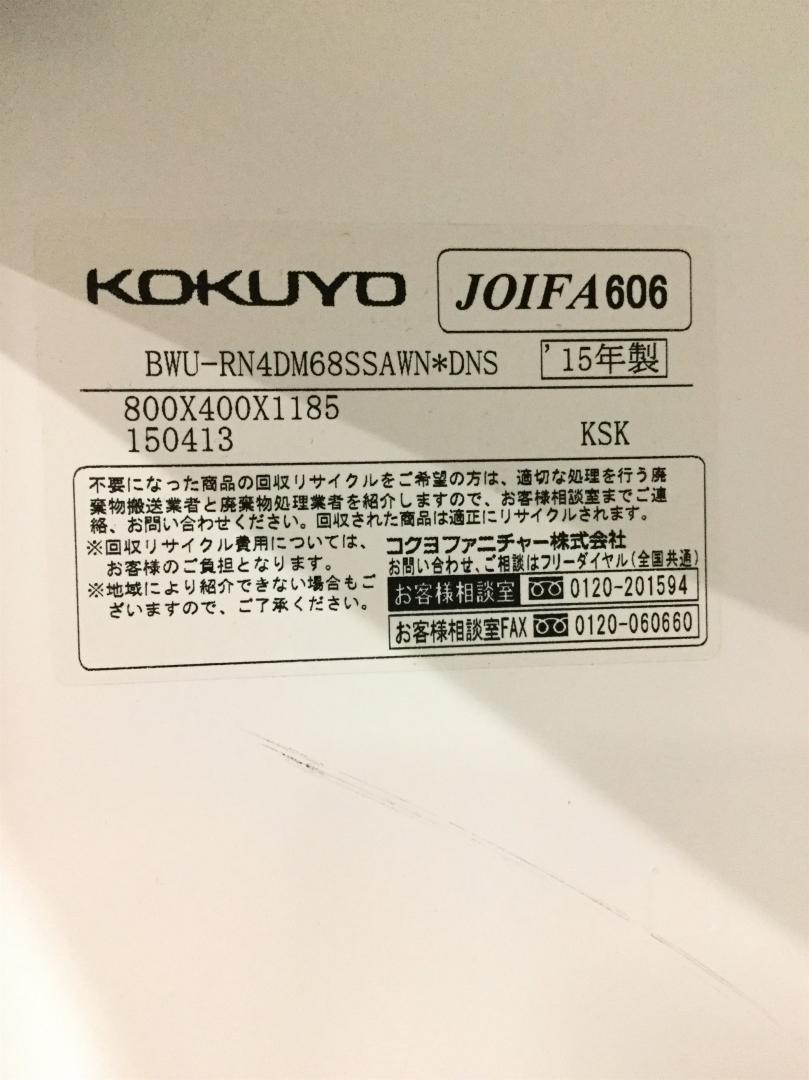 KOKUYO JOIFA606
BWU-RN4DM68SSAWN*DNS '15年製
800X400X1185
150413 KSK
不要になった商品の回収リサイクルをご希望の方は、適切な処理を行う廃
棄物搬送業者と廃棄物処理業者を紹介しますので、お客様相談室までご連
絡、お問い合わせください。回収された商品は適正にリサイクルされます。
※回収リサイクル費用については、
お客様のご負担となります。
※地域により紹介できない場合もご
ざいますので、ご了承ください。
コクヨファニチャー株式会社
お問い合わせ、ご相談はフリーダイヤル(全国共通)
お客様相談室 0120-201594
お客様相談室FAX 0120-060660